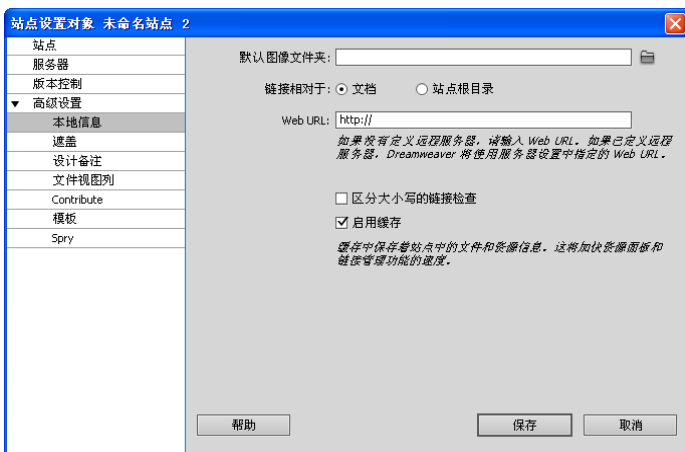 站点设置对象 未命名站点 2
站点
服务器
版本控制
高级设置
本地信息
遮盖
设计备注
文件视图列
Contribute
模板
Spry
默认图像文件夹:
链接相对于: 文档 站点根目录
Web URL: http://
如果没有定义远程服务器，请输入 Web URL。如果已定义远程
服务器，Dreamweaver 将使用服务器设置中指定的 Web URL。
区分大小写的链接检查
启用缓存
缓存中保存着站点中的文件和资源信息。这将加快资源面板和
链接管理功能的速度。
帮助 保存 取消